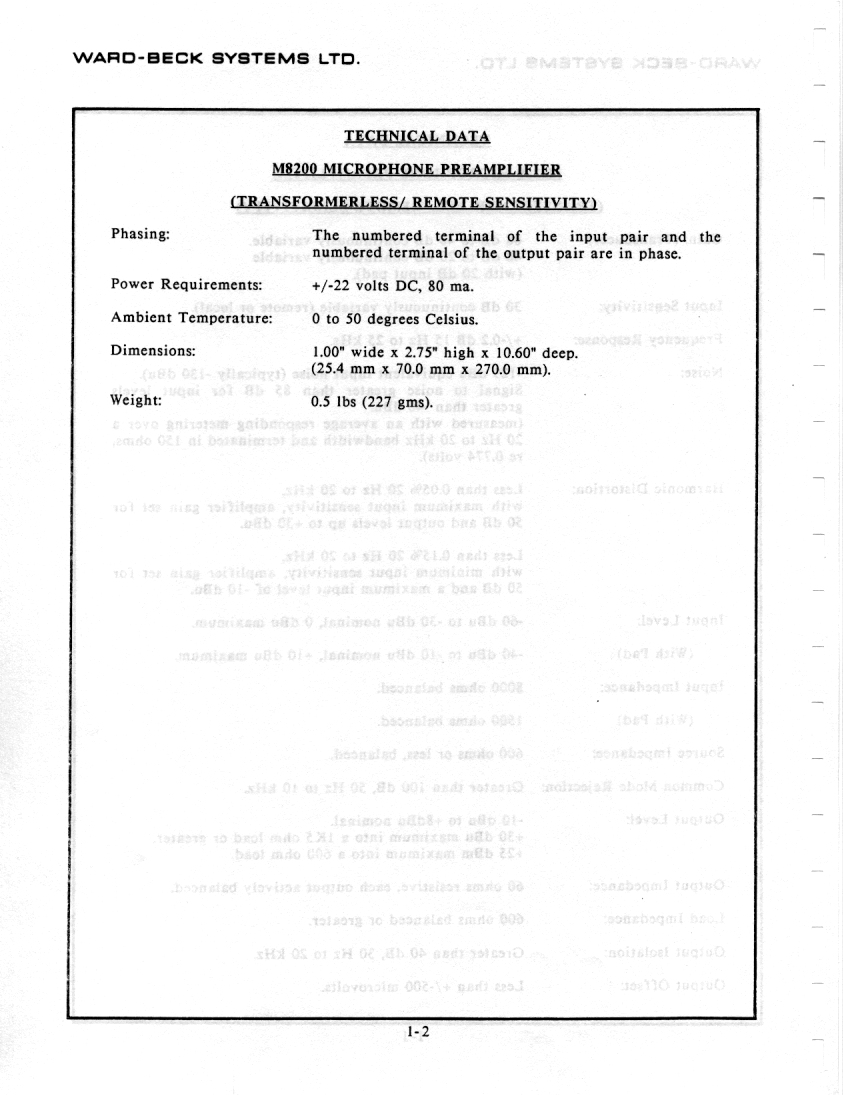 WARD-BECK SYSTEMS LTD.
TECHNICAL DATA
M8200 MICROPHONE PREAMPLIFIER
(TRANSFORMERLESS/ REMOTE SENSITIVITY)
Phasing: The numbered terminal of the input pair and the
numbered terminal of the output pair are in phase.
Power Requirements: +/-22 volts DC, 80 ma.
Ambient Temperature: 0 to 50 degrees Celsius.
Dimensions: 1.00" wide x 2.75" high x 10.60" deep.
(25.4 mm x 70.0 mm x 270.0 mm).
Weight: 0.5 lbs (227 gms).
1-2